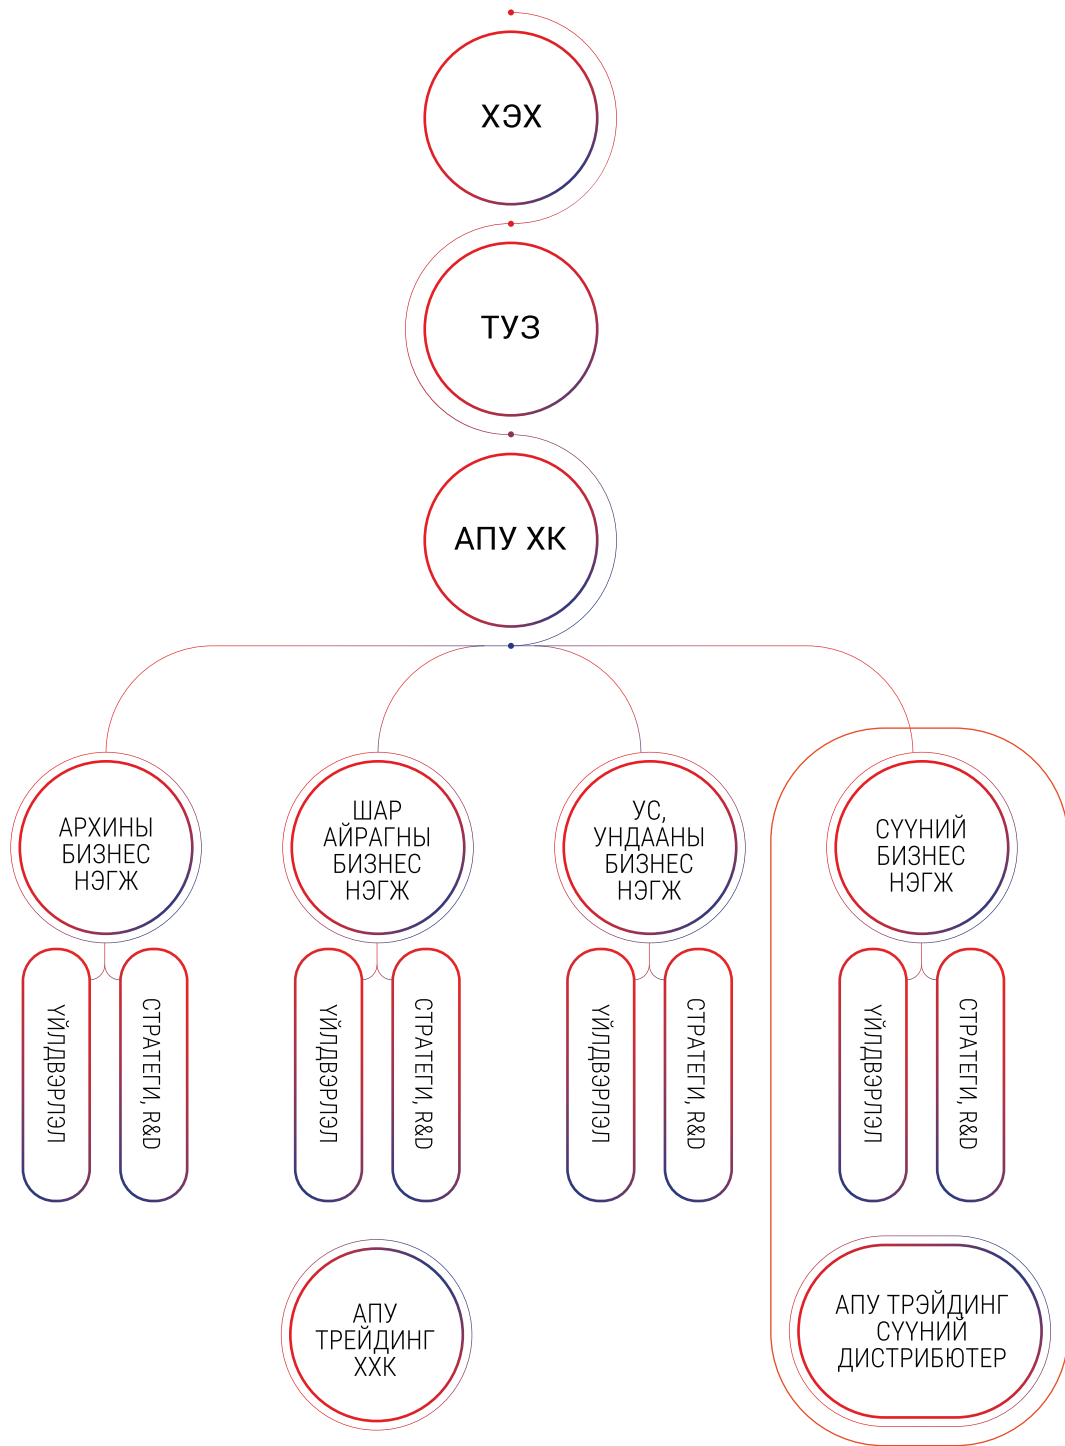 ХЭХ
ТУЗ
АПУ ХК
АРХИНЫ
БИЗНЕС
НЭГЖ
ШАР
АЙРАГНЫ
БИЗНЕС
НЭГЖ
УС,
УНДААНЫ
БИЗНЕС
НЭГЖ
СҮҮНИЙ
БИЗНЕС
НЭГЖ
ҮЙЛДВЭРЛЭЛ
СТРАТЕГИ, R&D
ҮЙЛДВЭРЛЭЛ
СТРАТЕГИ, R&D
ҮЙЛДВЭРЛЭЛ
СТРАТЕГИ, R&D
ҮЙЛДВЭРЛЭЛ
СТРАТЕГИ, R&D
АПУ
ТРЕЙДИНГ
ХХК
АПУ ТРЭЙДИНГ
СҮҮНИЙ
ДИСТРИБЮТЕР